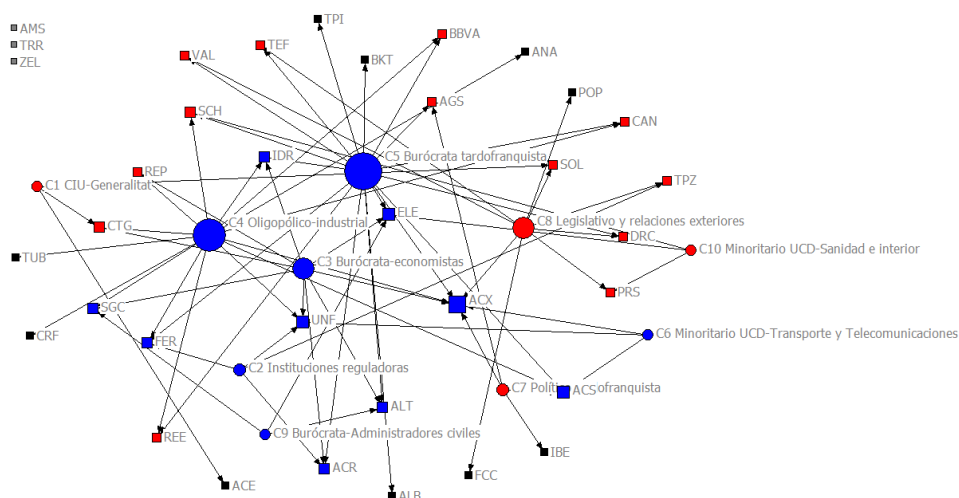 TPI
AMS
BBVA
TRR
TEF
ANA
VAL
BKT
ZEL
POP
AGS
SCH
CAN
IDR
C5 Burócrata tardofranquista
SOL
REP
TPZ
C1 CIU-Generalitat
ELE
CTG
C4 Oligopólico-industrial
C8 Legislativo y relaciones exteriores
DRC
C10 Minoritario UCD-Sanidad e interior
TUB
C3 Burócrata-economistas
PRS
SGC
ACX
UNF
CRF
FER
C6 Minoritario UCD-Transporte y Telecomunicaciones
C2 Instituciones reguladoras
C7 Político
ofranquista
ACS
ALT
REE
C9 Burócrata-Administradores civiles
IBE
ACR
FCC
ACE
ALB